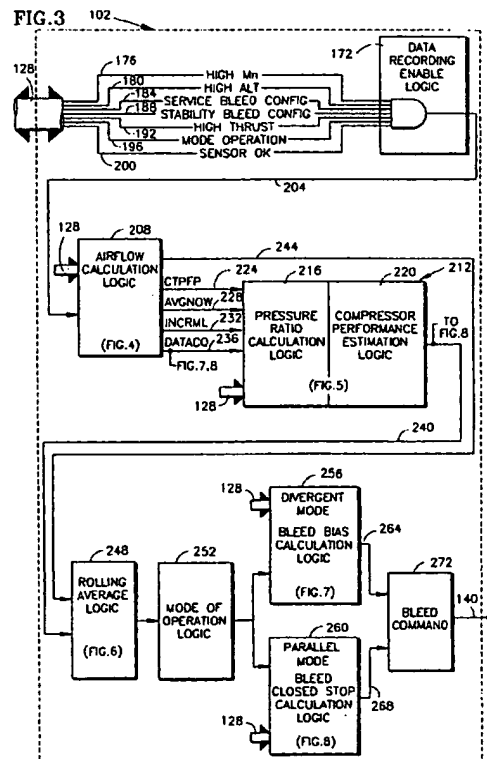 FIG.3
102
128
176
HIGH Mn
180
HIGH ALT
184
SERVICE BLEED CONFIG
188
STABILITY BLEED CONFIG
HIGH THRUST
192
MODE OPERATION
196
SENSOR OK
200
172
DATA
RECORDING
ENABLE
LOGIC
204
128
208
AIRFLOW
CALCULATION
LOGIC
(FIG.4)
244
CTPFP
224
AVGNOW
228
INCRML
232
DATACO
236
FIG.7,8
216
220
212
PRESSURE
RATIO
CALCULATION
LOGIC
COMPRESSOR
PERFORMANCE
ESTIMATION
LOGIC
(FIG.5)
TO
FIG.8
128
240
248
ROLLING
AVERAGE
LOGIC
(FIG.6)
252
MODE OF
OPERATION
LOGIC
128
256
DIVERGENT
MODE
BLEED BIAS
CALCULATION
LOGIC
(FIG.7)
264
260
PARALLEL
MODE
BLEED
CLOSED STOP
CALCULATION
LOGIC
(FIG.8)
128
268
272
BLEED
COMMAND
140